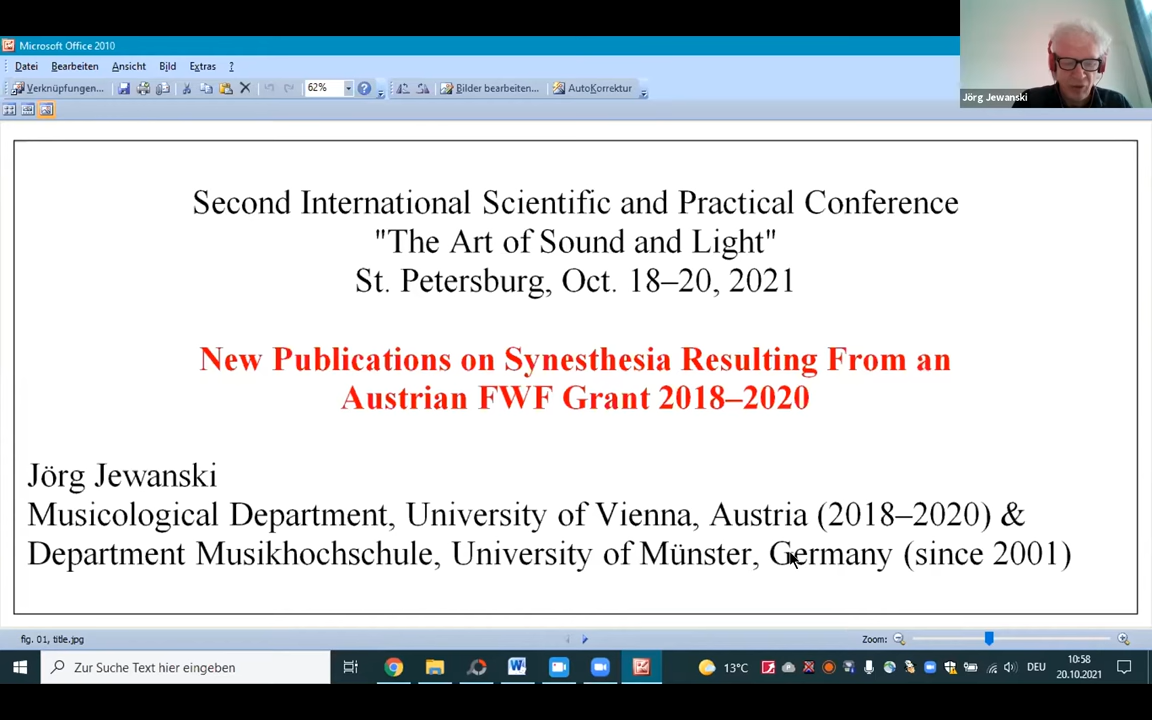 Microsoft Office 2010
Datei Bearbeiten Ansicht Bild Extras ?
Verknüpfungen... 62% Bilder bearbeiten... AutoKorrektur
Jörg Jewanski
Second International Scientific and Practical Conference
"The Art of Sound and Light"
St. Petersburg, Oct. 18–20, 2021
New Publications on Synesthesia Resulting From an
Austrian FWF Grant 2018–2020
Jörg Jewanski
Musicological Department, University of Vienna, Austria (2018–2020) &
Department Musikhochschule, University of Münster, Germany (since 2001)
fig. 01, title.jpg Zoom:
Zur Suche Text hier eingeben 13°C DEU 10:58
20.10.2021